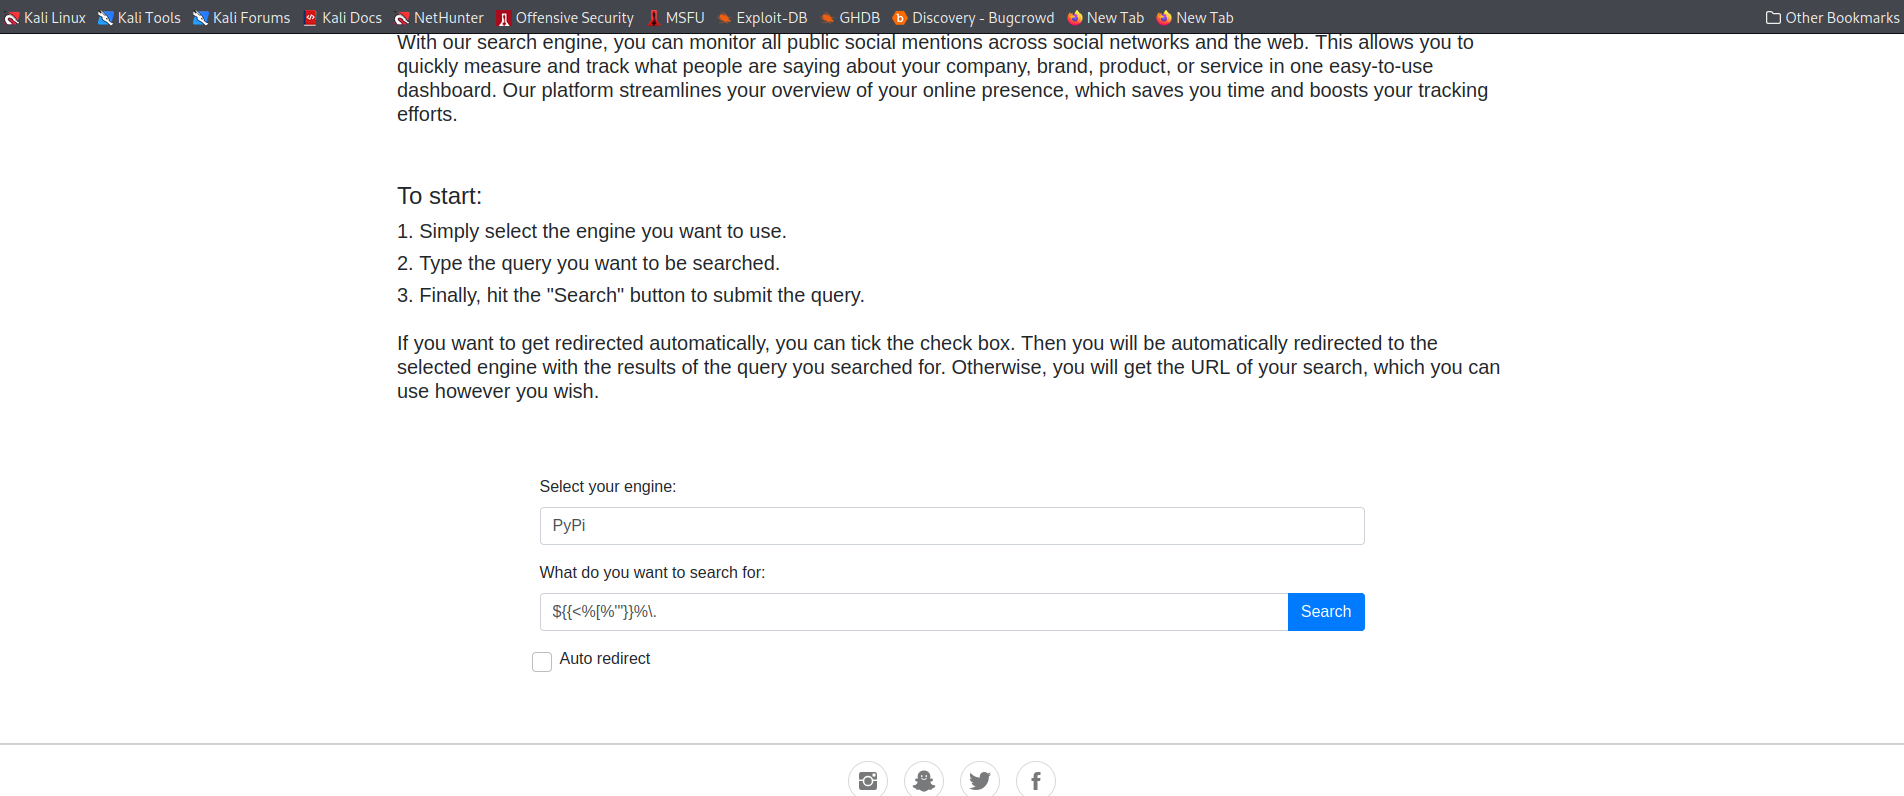 Kali Linux Kali Tools Kali Forums Kali Docs NetHunter Offensive Security MSFU Exploit-DB GHDB Discovery - Bugcrowd New Tab New Tab Other Bookmarks
With our search engine, you can monitor all public social mentions across social networks and the web. This allows you to
quickly measure and track what people are saying about your company, brand, product, or service in one easy-to-use
dashboard. Our platform streamlines your overview of your online presence, which saves you time and boosts your tracking
efforts.
To start:
1. Simply select the engine you want to use.
2. Type the query you want to be searched.
3. Finally, hit the "Search" button to submit the query.
If you want to get redirected automatically, you can tick the check box. Then you will be automatically redirected to the
selected engine with the results of the query you searched for. Otherwise, you will get the URL of your search, which you can
use however you wish.
Select your engine:
PyPi
What do you want to search for:
${{<%[%'"}}%\. Search
Auto redirect